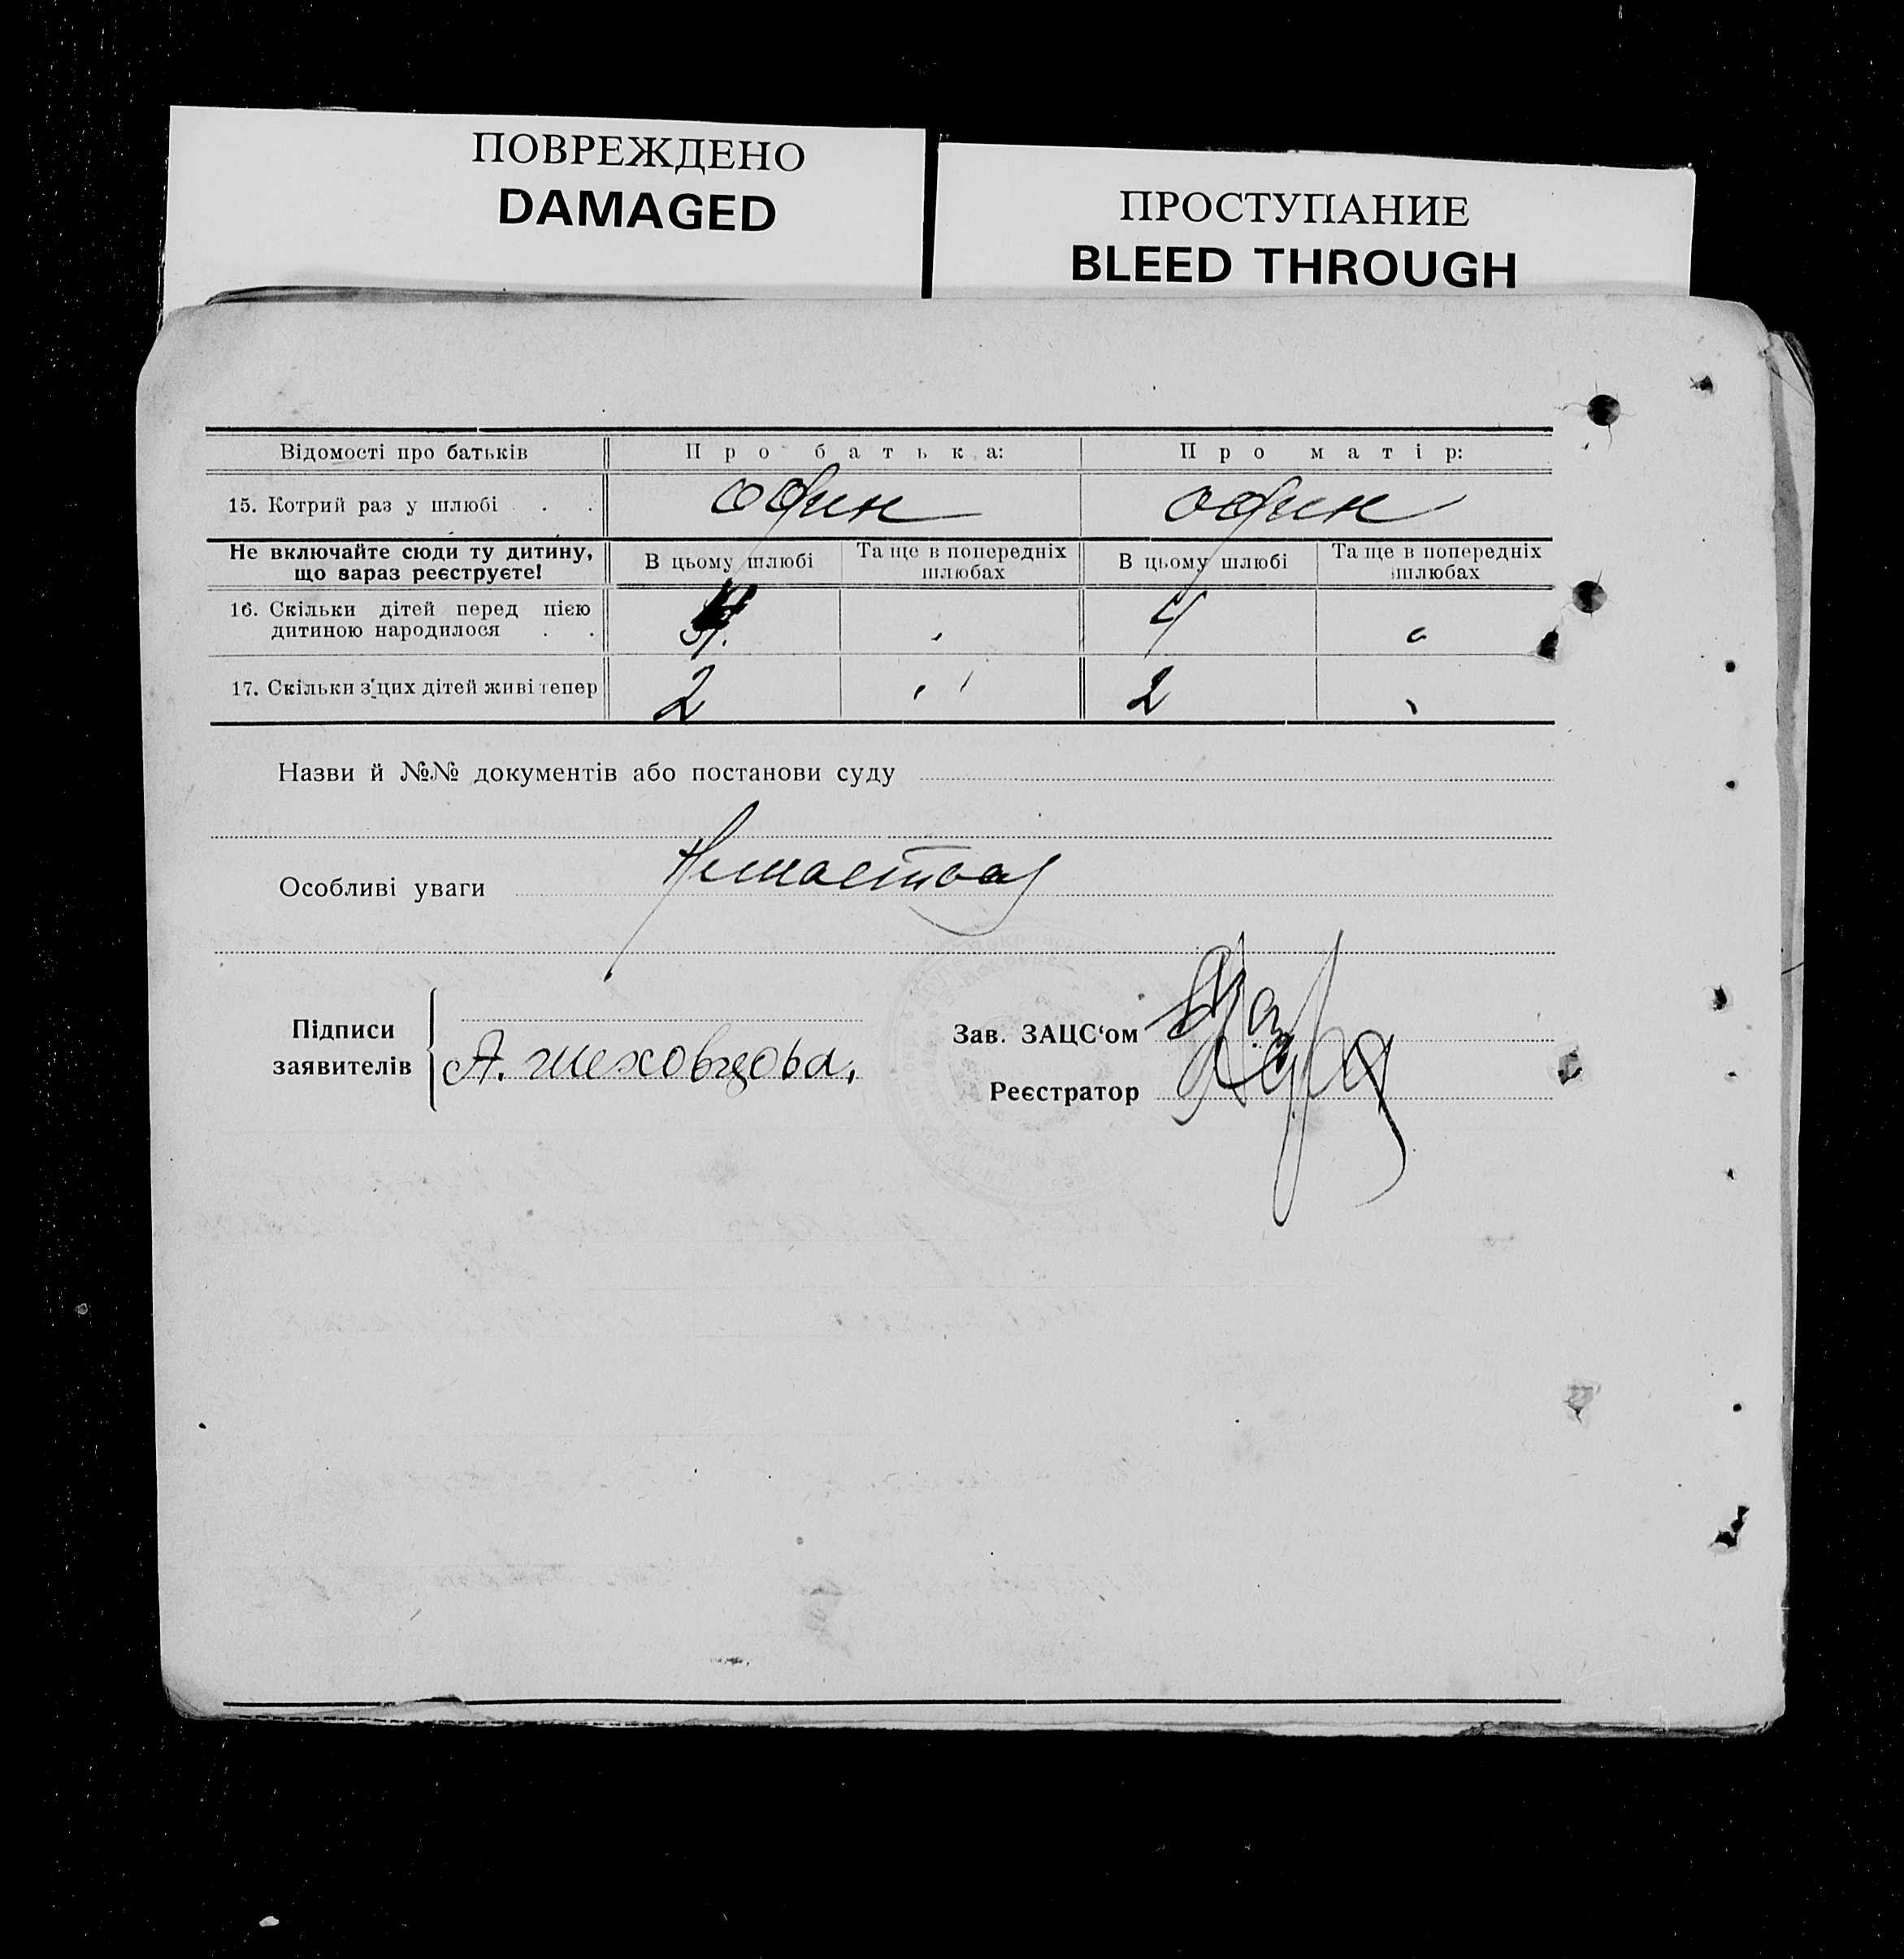 ПОВРЕЖДЕНО
DAMAGED
ПРОСТУПАНИЕ
BLEED THROUGH
Відомості про батьків Про батька: Про матір:
15. Котрий раз у шлюбі . . один один
Не включайте сюди ту дитину, що зараз реєструєте! В цьому шлюбі Та ще в попередніх шлюбах В цьому шлюбі Та ще в попередніх шлюбах
16. Скільки дітей перед цією
дитиною народилося . . 4. 4
17. Скільки з цих дітей живі тепер 2 2
Назви й №№ документів або постанови суду
Особливі уваги
Підписи
заявителів
А. шеховцова.
Зав. ЗАЦС‘ом
Реєстратор